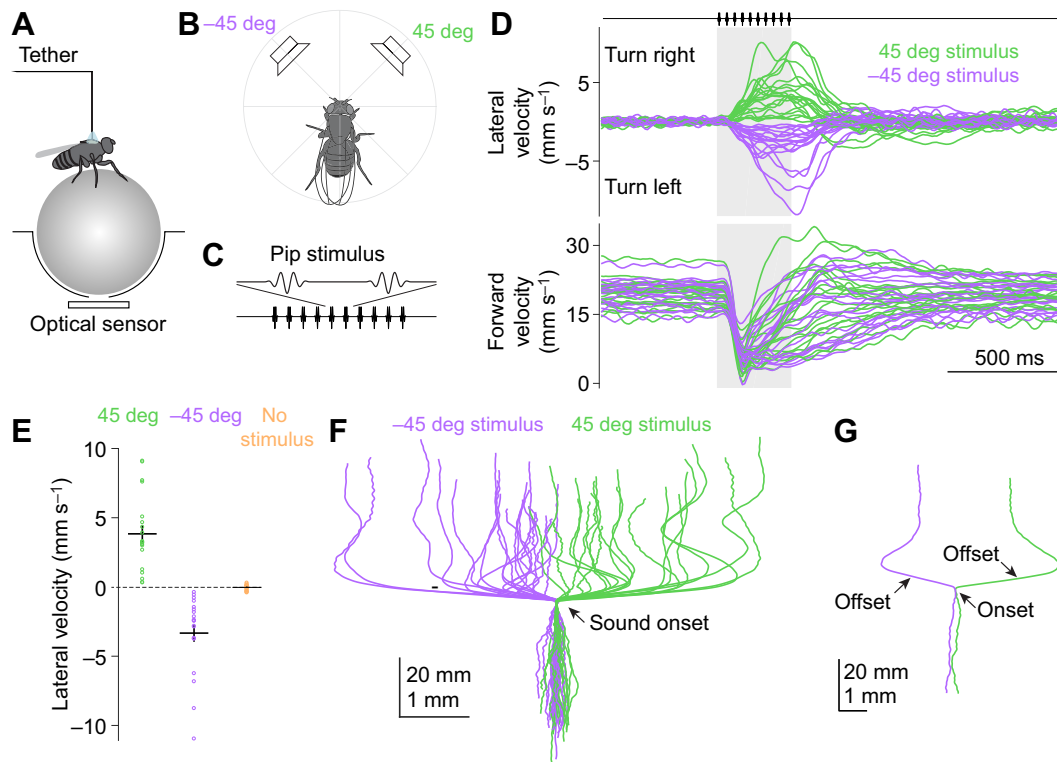 A
Tether
Optical sensor
B
–45 deg
45 deg
C
Pip stimulus
D
Turn right
45 deg stimulus
–45 deg stimulus
5
–5
Lateral
velocity
(mm s–1)
Turn left
30
15
0
Forward
velocity
(mm s–1)
500 ms
E
45 deg
–45 deg
No
stimulus
10
5
0
–5
–10
Lateral velocity (mm s–1)
F
–45 deg stimulus
45 deg stimulus
Sound onset
20 mm
1 mm
G
Offset
Offset
Onset
20 mm
1 mm